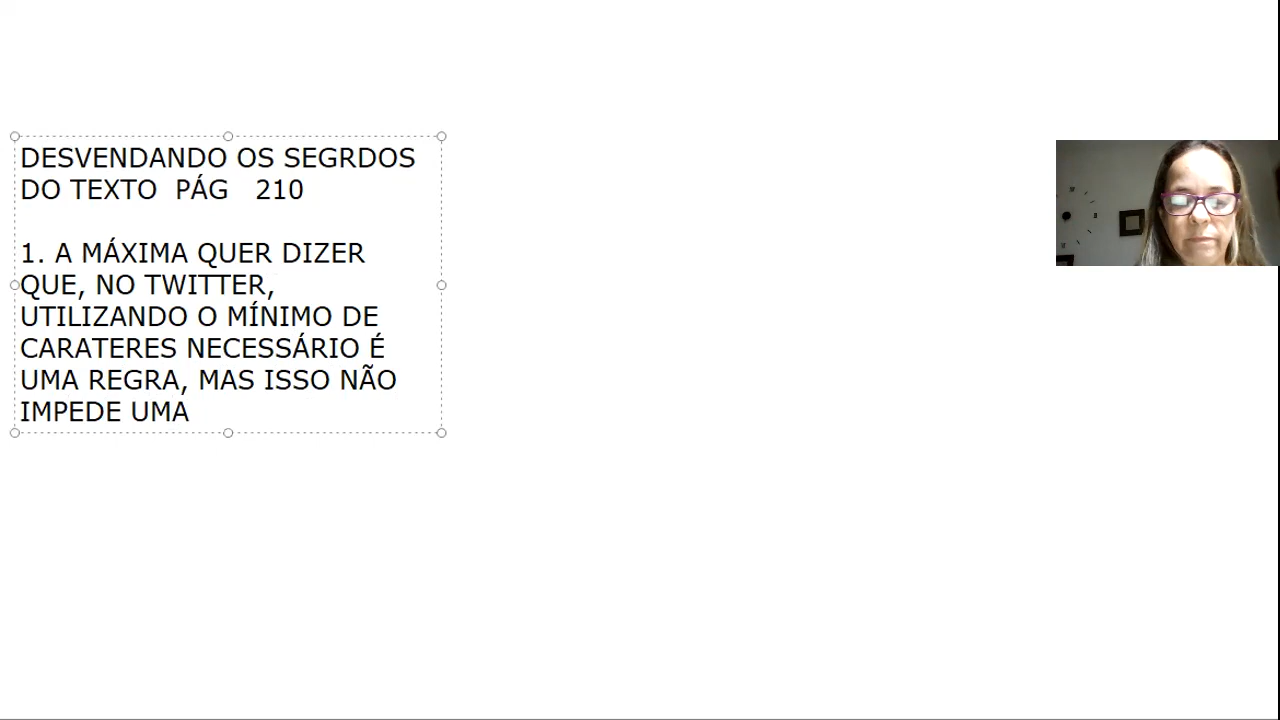 DESVENDANDO OS SEGRDOS
DO TEXTO PÁG 210
1. A MÁXIMA QUER DIZER
QUE, NO TWITTER,
UTILIZANDO O MÍNIMO DE
CARATERES NECESSÁRIO É
UMA REGRA, MAS ISSO NÃO
IMPEDE UMA